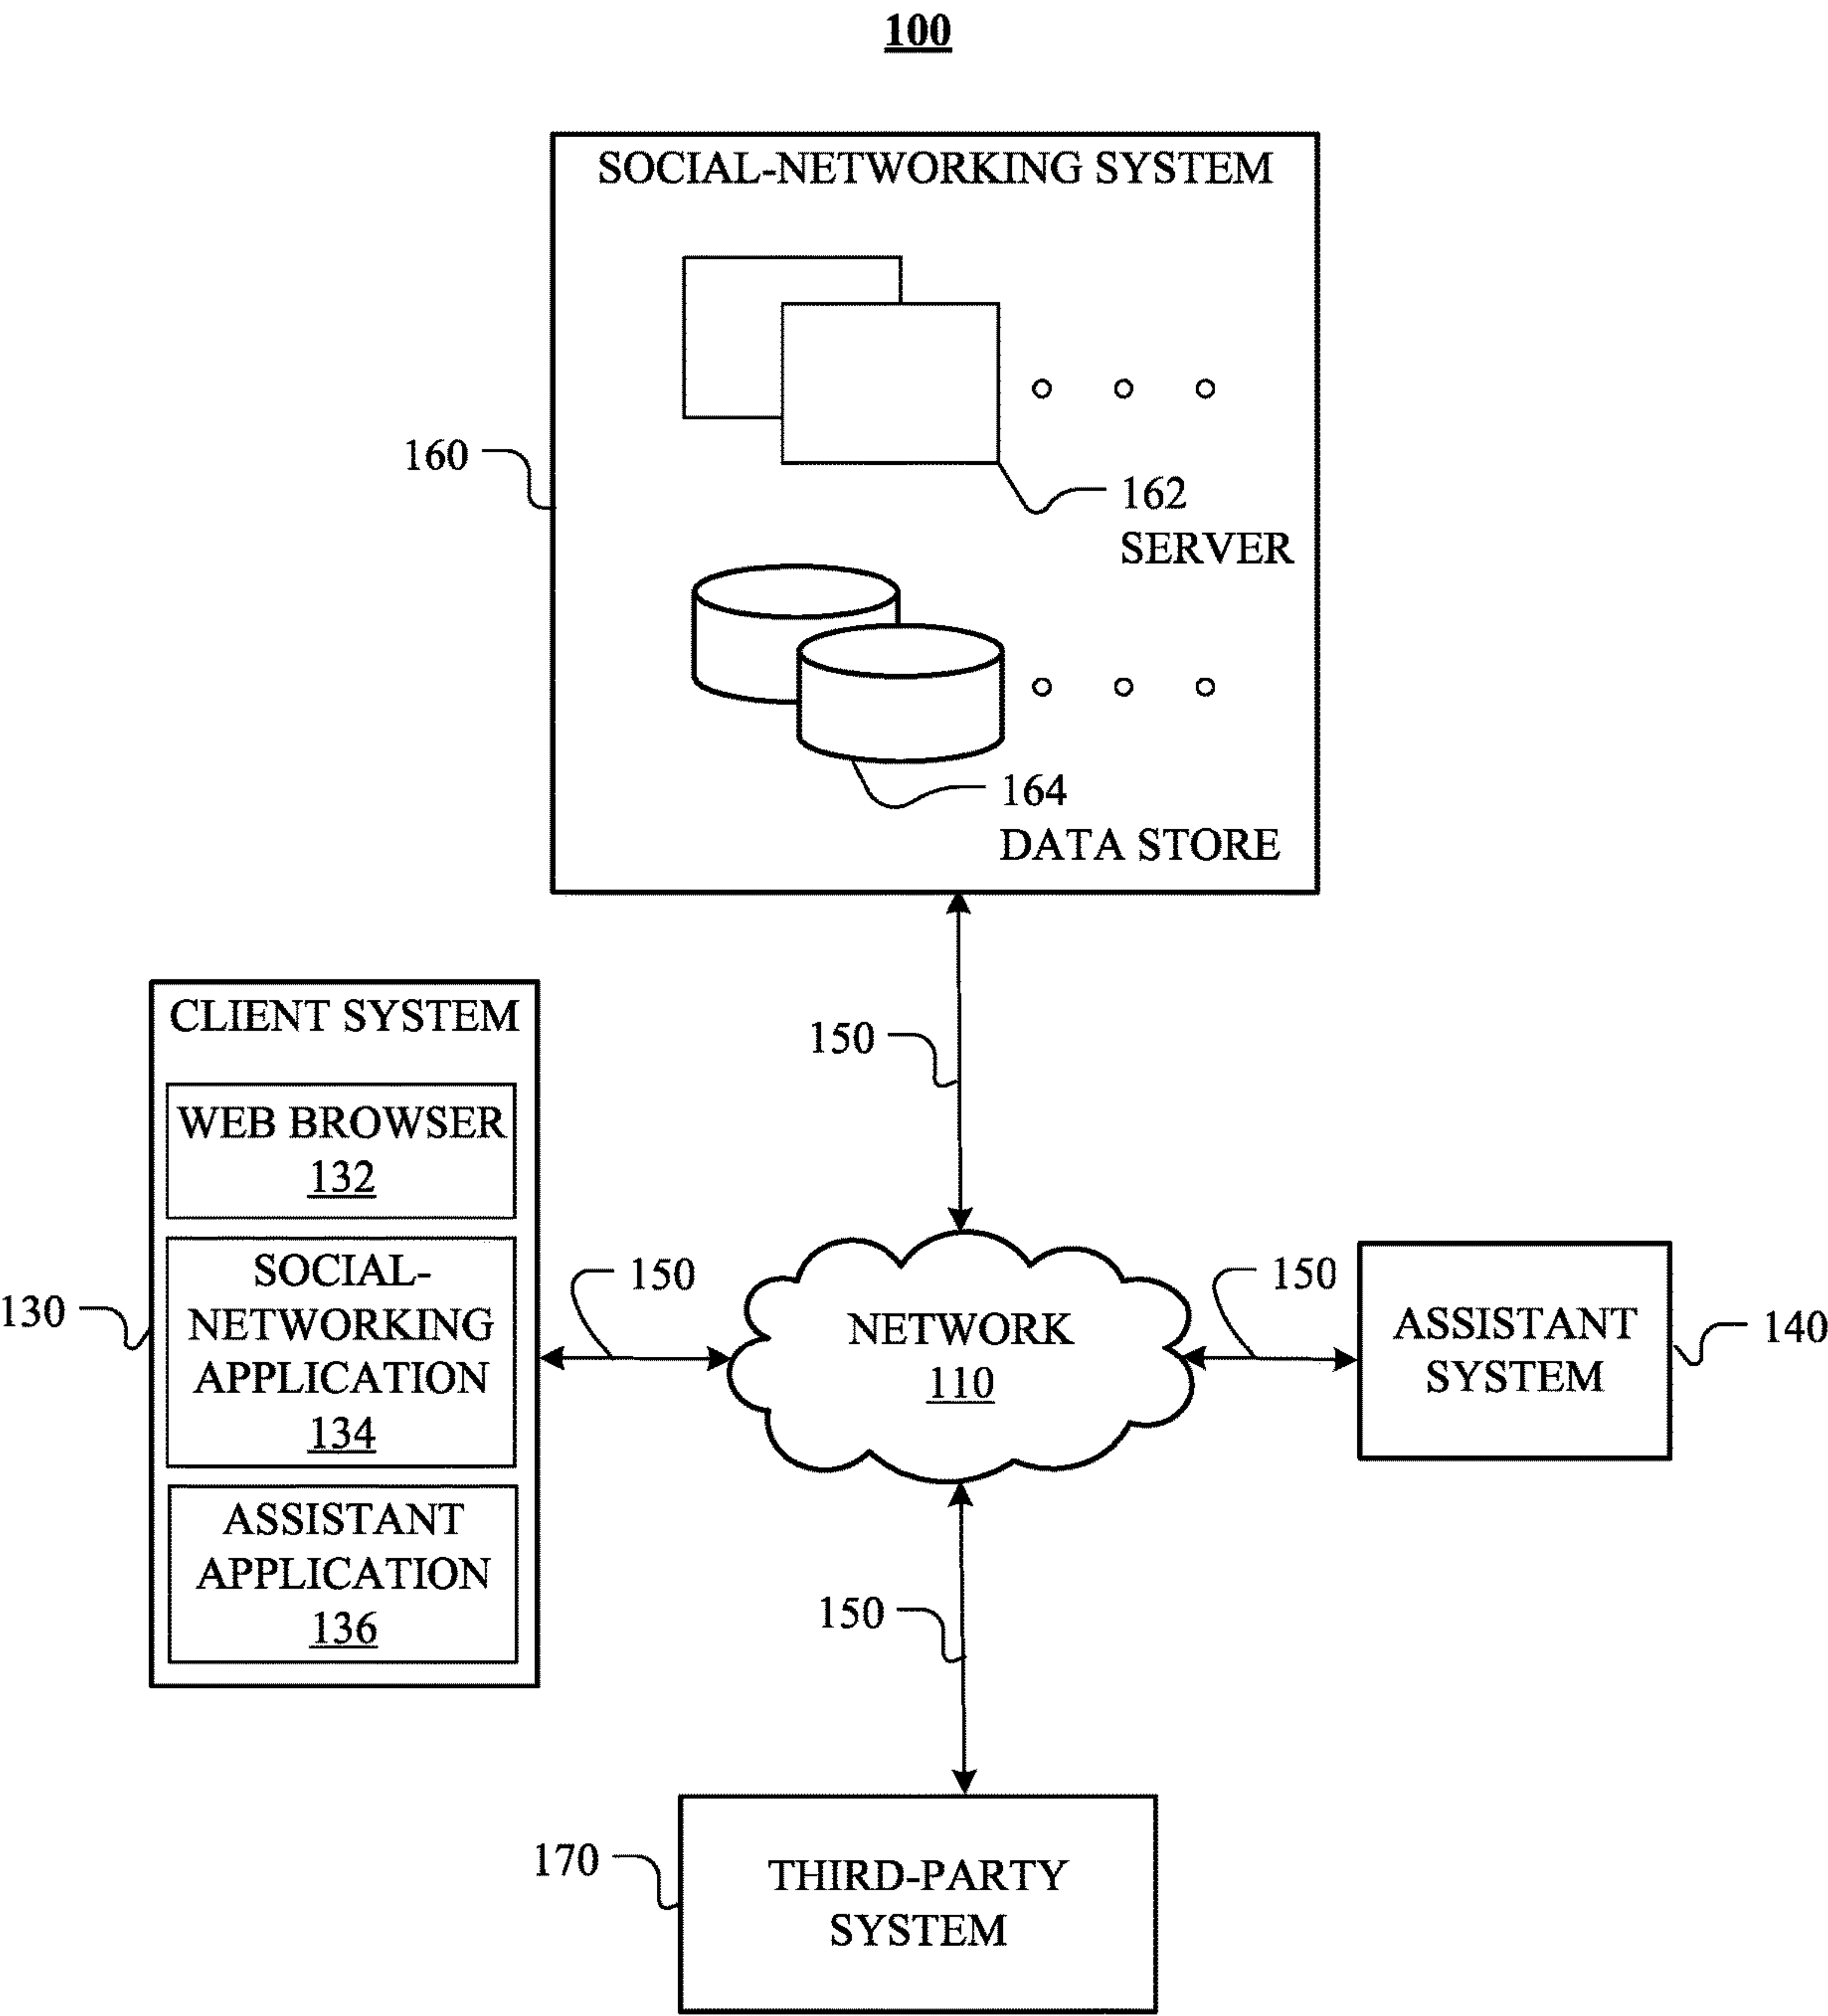 100
SOCIAL-NETWORKING SYSTEM
160
162
SERVER
164
DATA STORE
CLIENT SYSTEM
WEB BROWSER
132
SOCIAL-
NETWORKING
APPLICATION
134
ASSISTANT
APPLICATION
136
130
150
150
NETWORK
110
150
ASSISTANT
SYSTEM
140
150
170
THIRD-PARTY
SYSTEM